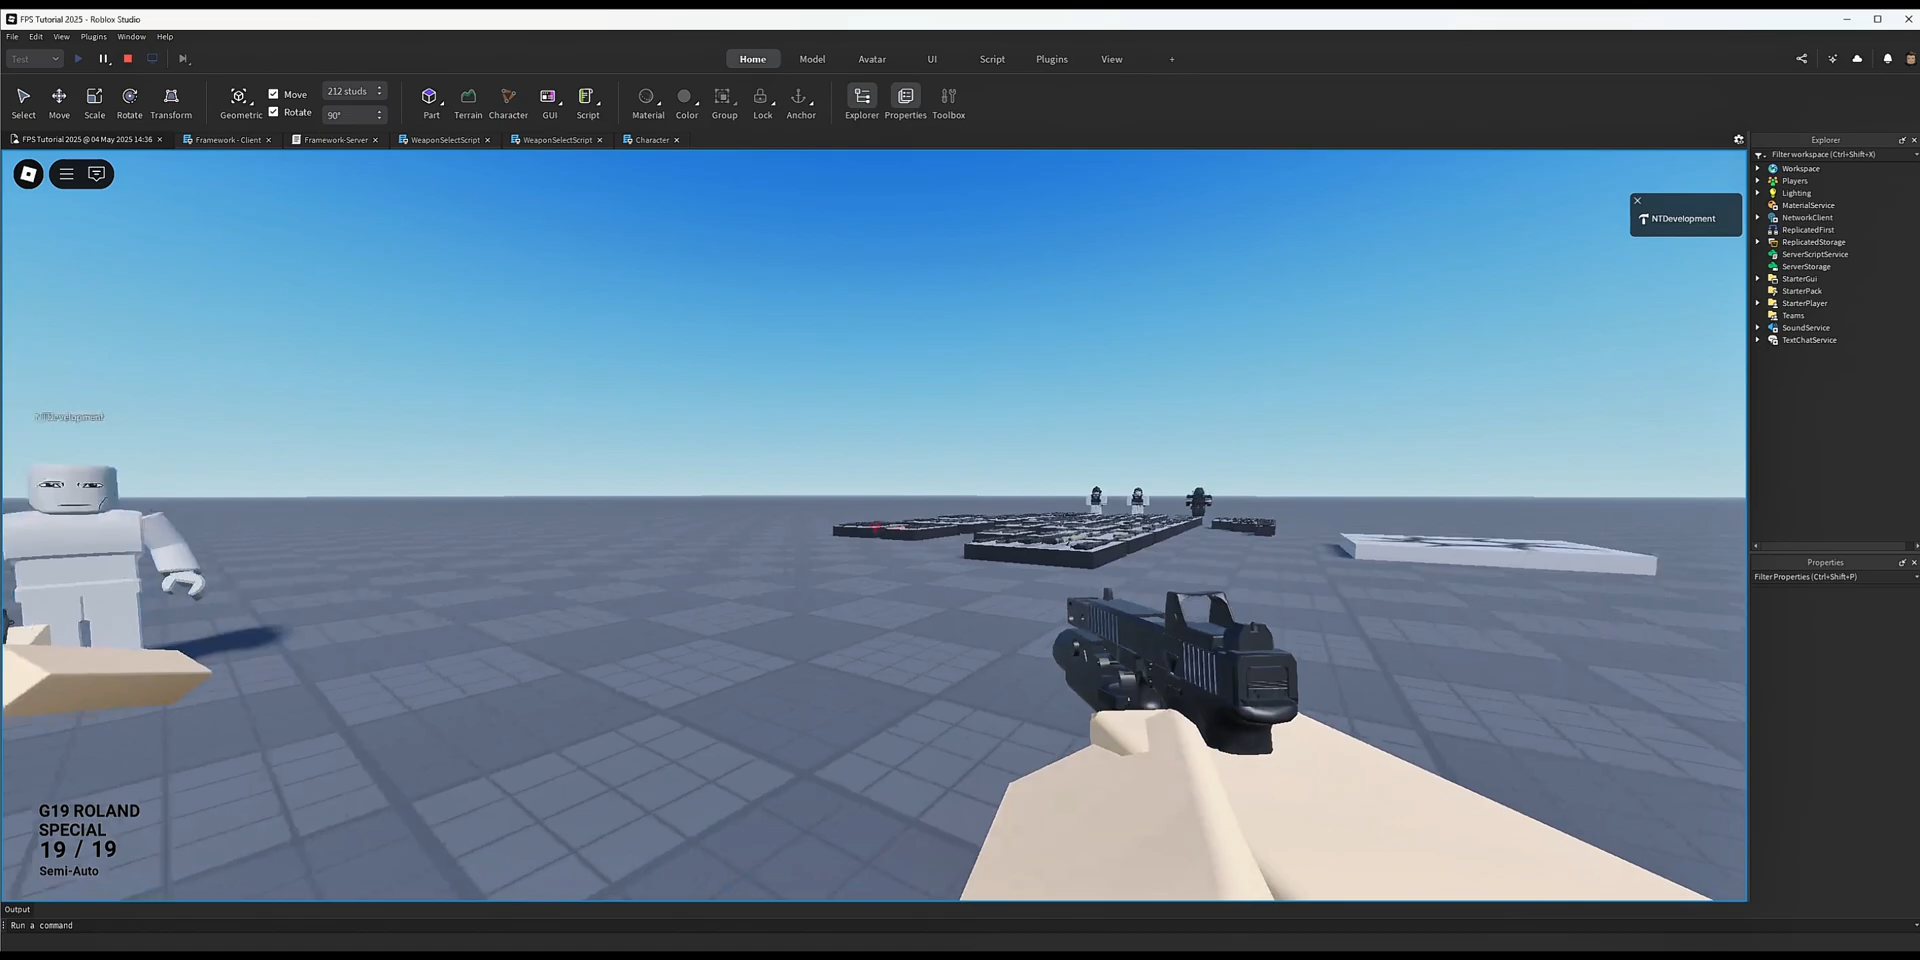 FPS Tutorial 2025 - Roblox Studio
File Edit View Plugins Window Help
Test
Home Model Avatar UI Script Plugins View +
Select Move Scale Rotate Transform
Geometric
Move
Rotate
212 studs
90°
Part Terrain Character GUI Script
Material Color Group Lock Anchor
Explorer Properties Toolbox
FPS Tutorial 2025 @ 04 May 2025 14:36
Framework - Client
Framework-Server
WeaponSelectScript
WeaponSelectScript
Character
Explorer
Filter workspace (Ctrl+Shift+X)
Workspace
Players
Lighting
MaterialService
NetworkClient
ReplicatedFirst
ReplicatedStorage
ServerScriptService
ServerStorage
StarterGui
StarterPack
StarterPlayer
Teams
SoundService
TextChatService
Properties
Filter Properties (Ctrl+Shift+P)
NTDevelopment
NTDevelopment
G19 ROLAND
SPECIAL
19 / 19
Semi-Auto
Output
Run a command